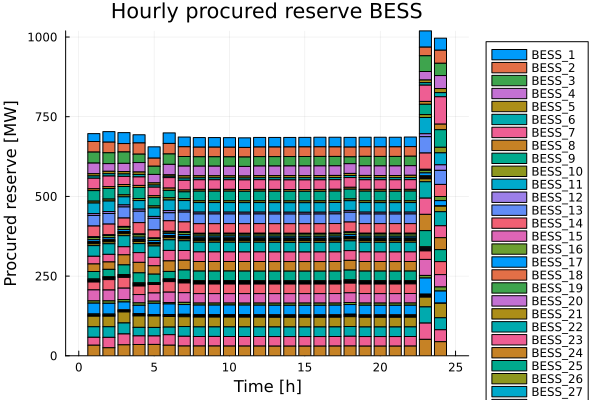 Hourly procured reserve BESS
Procured reserve [MW]
1000
750
500
250
0
0
5
10
15
20
25
Time [h]
BESS_1
BESS_2
BESS_3
BESS_4
BESS_5
BESS_6
BESS_7
BESS_8
BESS_9
BESS_10
BESS_11
BESS_12
BESS_13
BESS_14
BESS_15
BESS_16
BESS_17
BESS_18
BESS_19
BESS_20
BESS_21
BESS_22
BESS_23
BESS_24
BESS_25
BESS_26
BESS_27